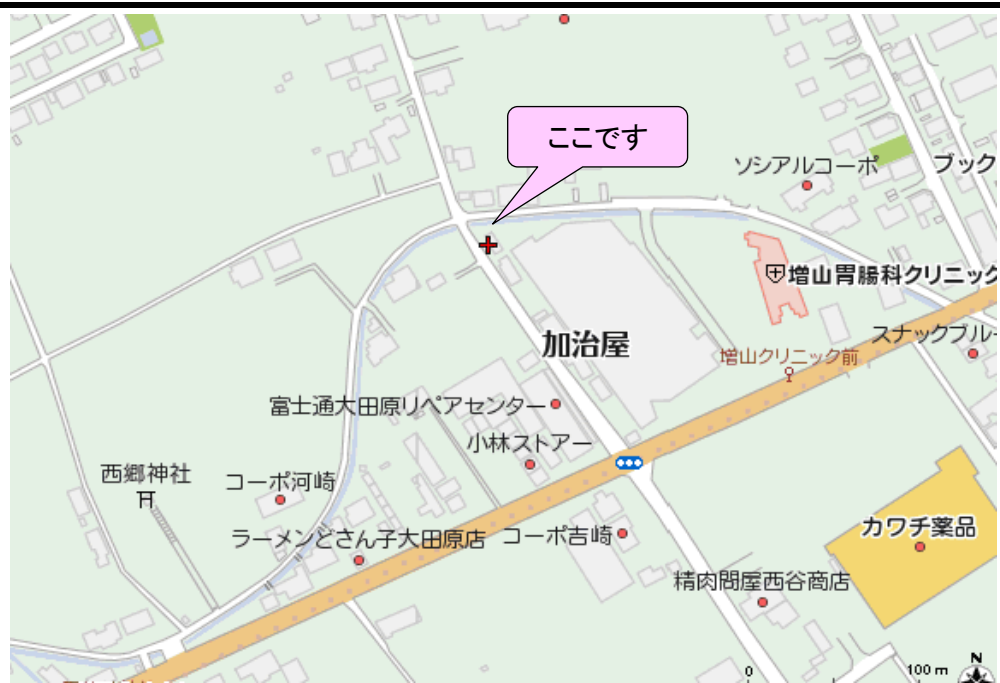 ここです
ソシアルコーポ
ブック
増山胃腸科クリニック
スナックブルー
加治屋
増山クリニック前
富士通大田原リペアセンター
小林ストアー
西郷神社
コーポ河崎
カワチ薬品
ラーメンどさん子大田原店
コーポ吉崎
精肉問屋西谷商店
N
0
100 m